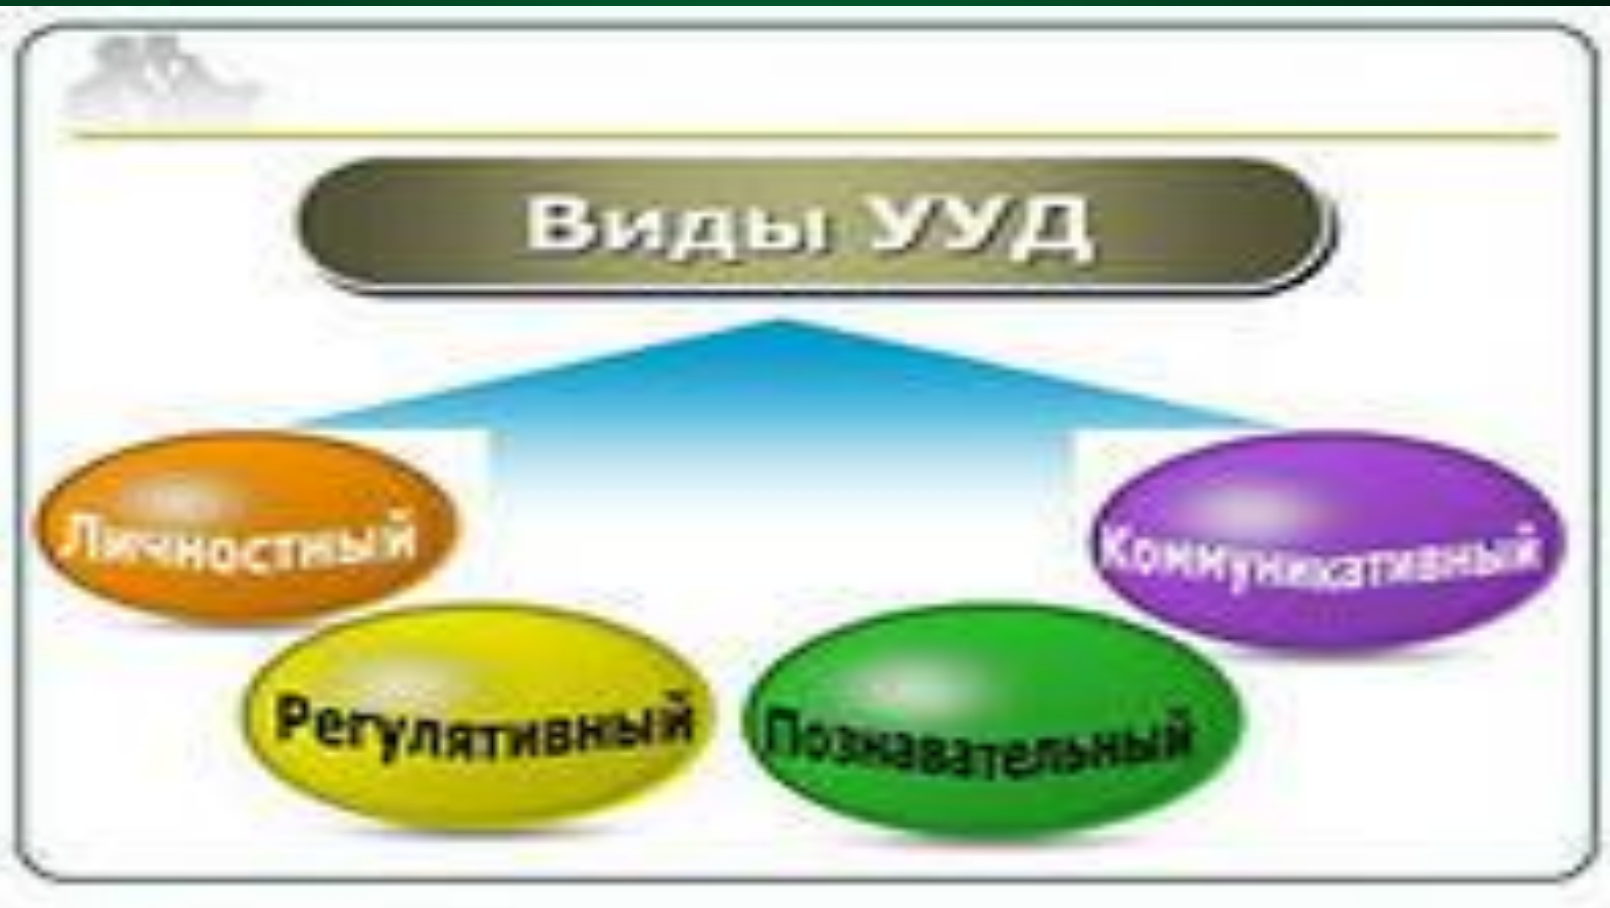 Виды УУД
Личностный
Коммуникативный
Регулятивный
Познавательный